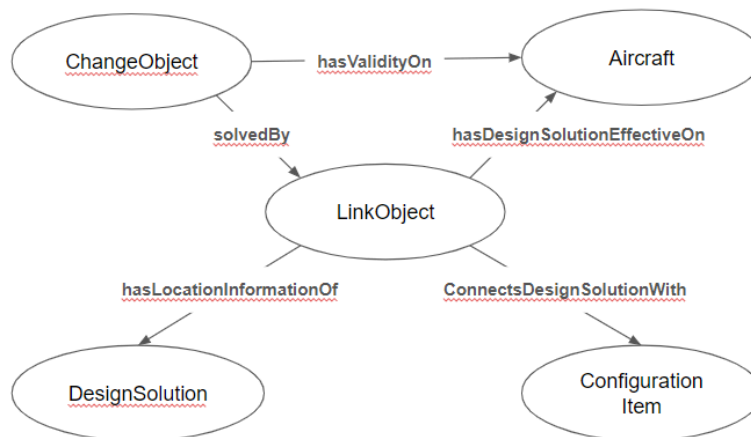 ChangeObject
hasValidityOn
Aircraft
solvedBy
hasDesignSolutionEffectiveOn
LinkObject
hasLocationInformationOf
ConnectsDesignSolutionWith
DesignSolution
Configuration
Item